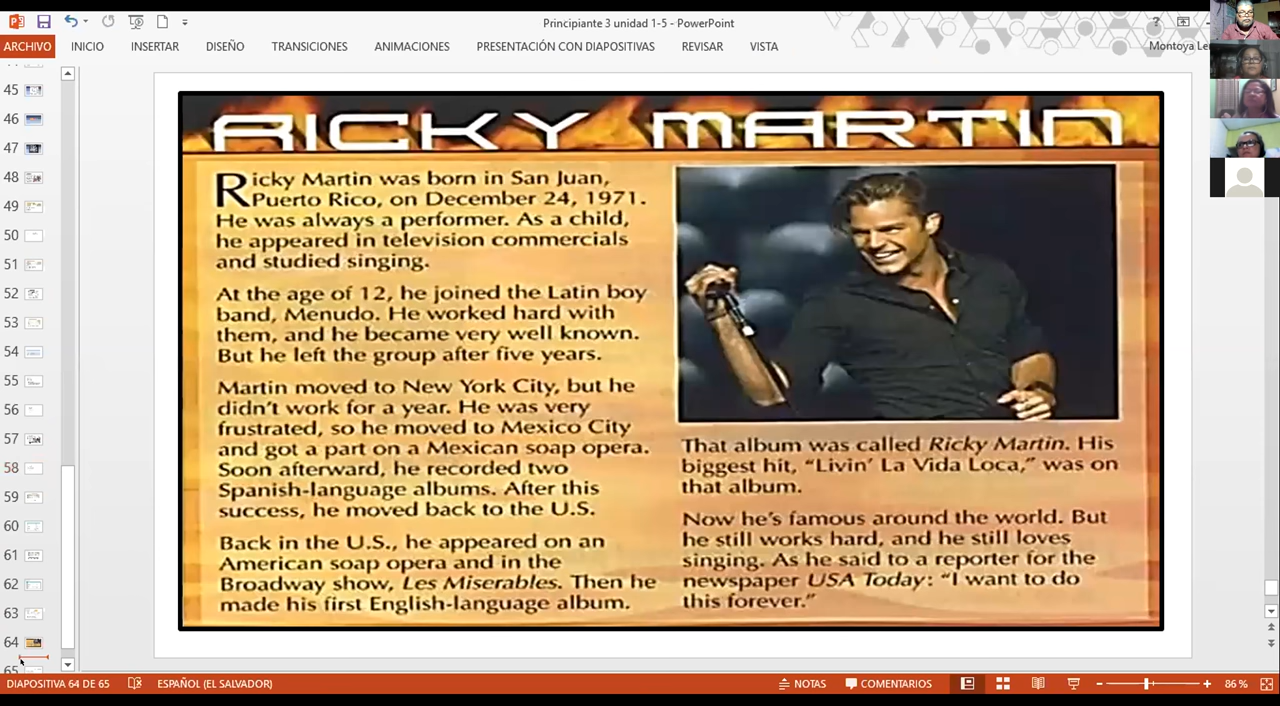 Principiante 3 unidad 1-5 - PowerPoint
?
ARCHIVO INICIO INSERTAR DISEÑO TRANSICIONES ANIMACIONES PRESENTACIÓN CON DIAPOSITIVAS REVISAR VISTA
Montoya
45
46
47
48
49
50
51
52
53
54
55
56
57
58
59
60
61
62
63
64
65
RICKY MARTIN
Ricky Martin was born in San Juan,
Puerto Rico, on December 24, 1971.
He was always a performer. As a child,
he appeared in television commercials
and studied singing.
At the age of 12, he joined the Latin boy
band, Menudo. He worked hard with
them, and he became very well known.
But he left the group after five years.
Martin moved to New York City, but he
didn't work for a year. He was very
frustrated, so he moved to Mexico City
and got a part on a Mexican soap opera.
Soon afterward, he recorded two
Spanish-language albums. After this
success, he moved back to the U.S.
Back in the U.S., he appeared on an
American soap opera and in the
Broadway show, Les Miserables. Then he
made his first English-language album.
That album was called Ricky Martin. His
biggest hit, "Livin' La Vida Loca," was on
that album.
Now he's famous around the world. But
he still works hard, and he still loves
singing. As he said to a reporter for the
newspaper USA Today: "I want to do
this forever."
DIAPOSITIVA 64 DE 65 ESPAÑOL (EL SALVADOR) NOTAS COMENTARIOS 86 %